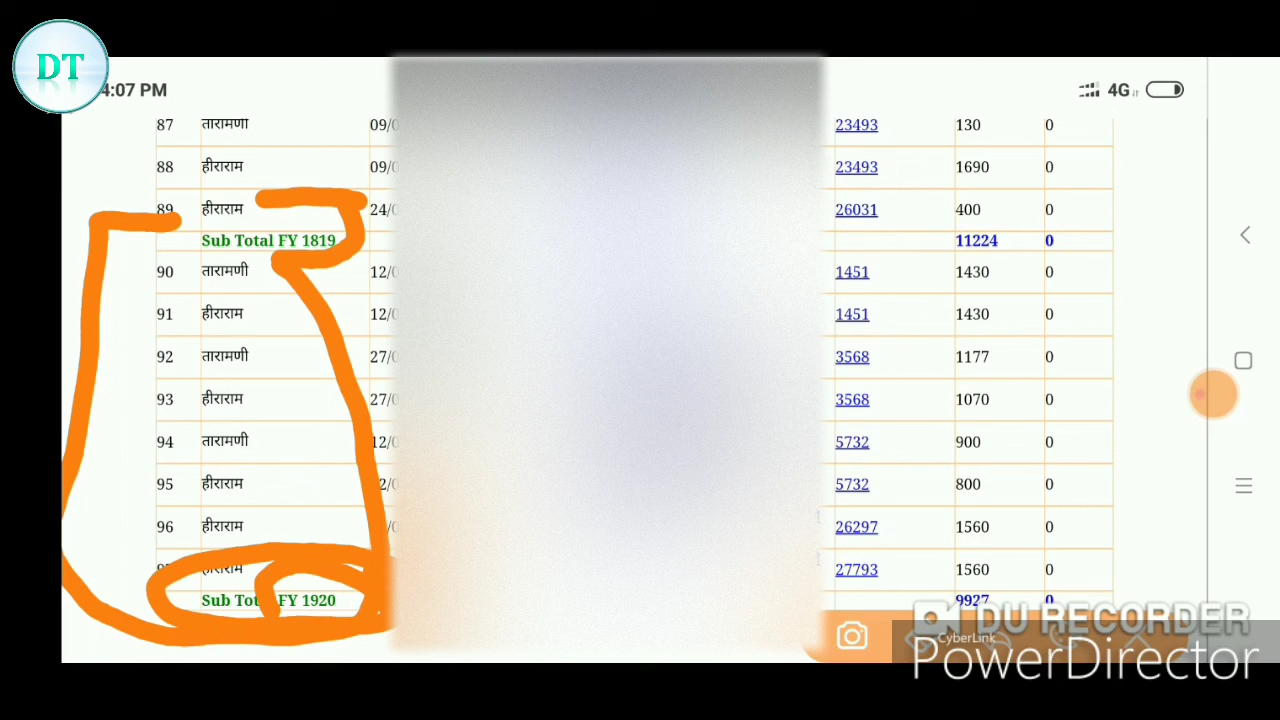 DT
4:07 PM 4G
87 तारामणी 09/0 23493 130 0
88 हीराराम 09/0 23493 1690 0
89 हीराराम 24/0 26031 400 0
Sub Total FY 1819 11224 0
90 तारामणी 12/0 1451 1430 0
91 हीराराम 12/0 1451 1430 0
92 तारामणी 27/0 3568 1177 0
93 हीराराम 27/0 3568 1070 0
94 तारामणी 12/0 5732 900 0
95 हीराराम 2/0 5732 800 0
96 हीराराम /0 26297 1560 0
हीराराम 27793 1560 0
Sub Tot FY 1920 9927 0
DU RECORDER
CyberLink
PowerDirector